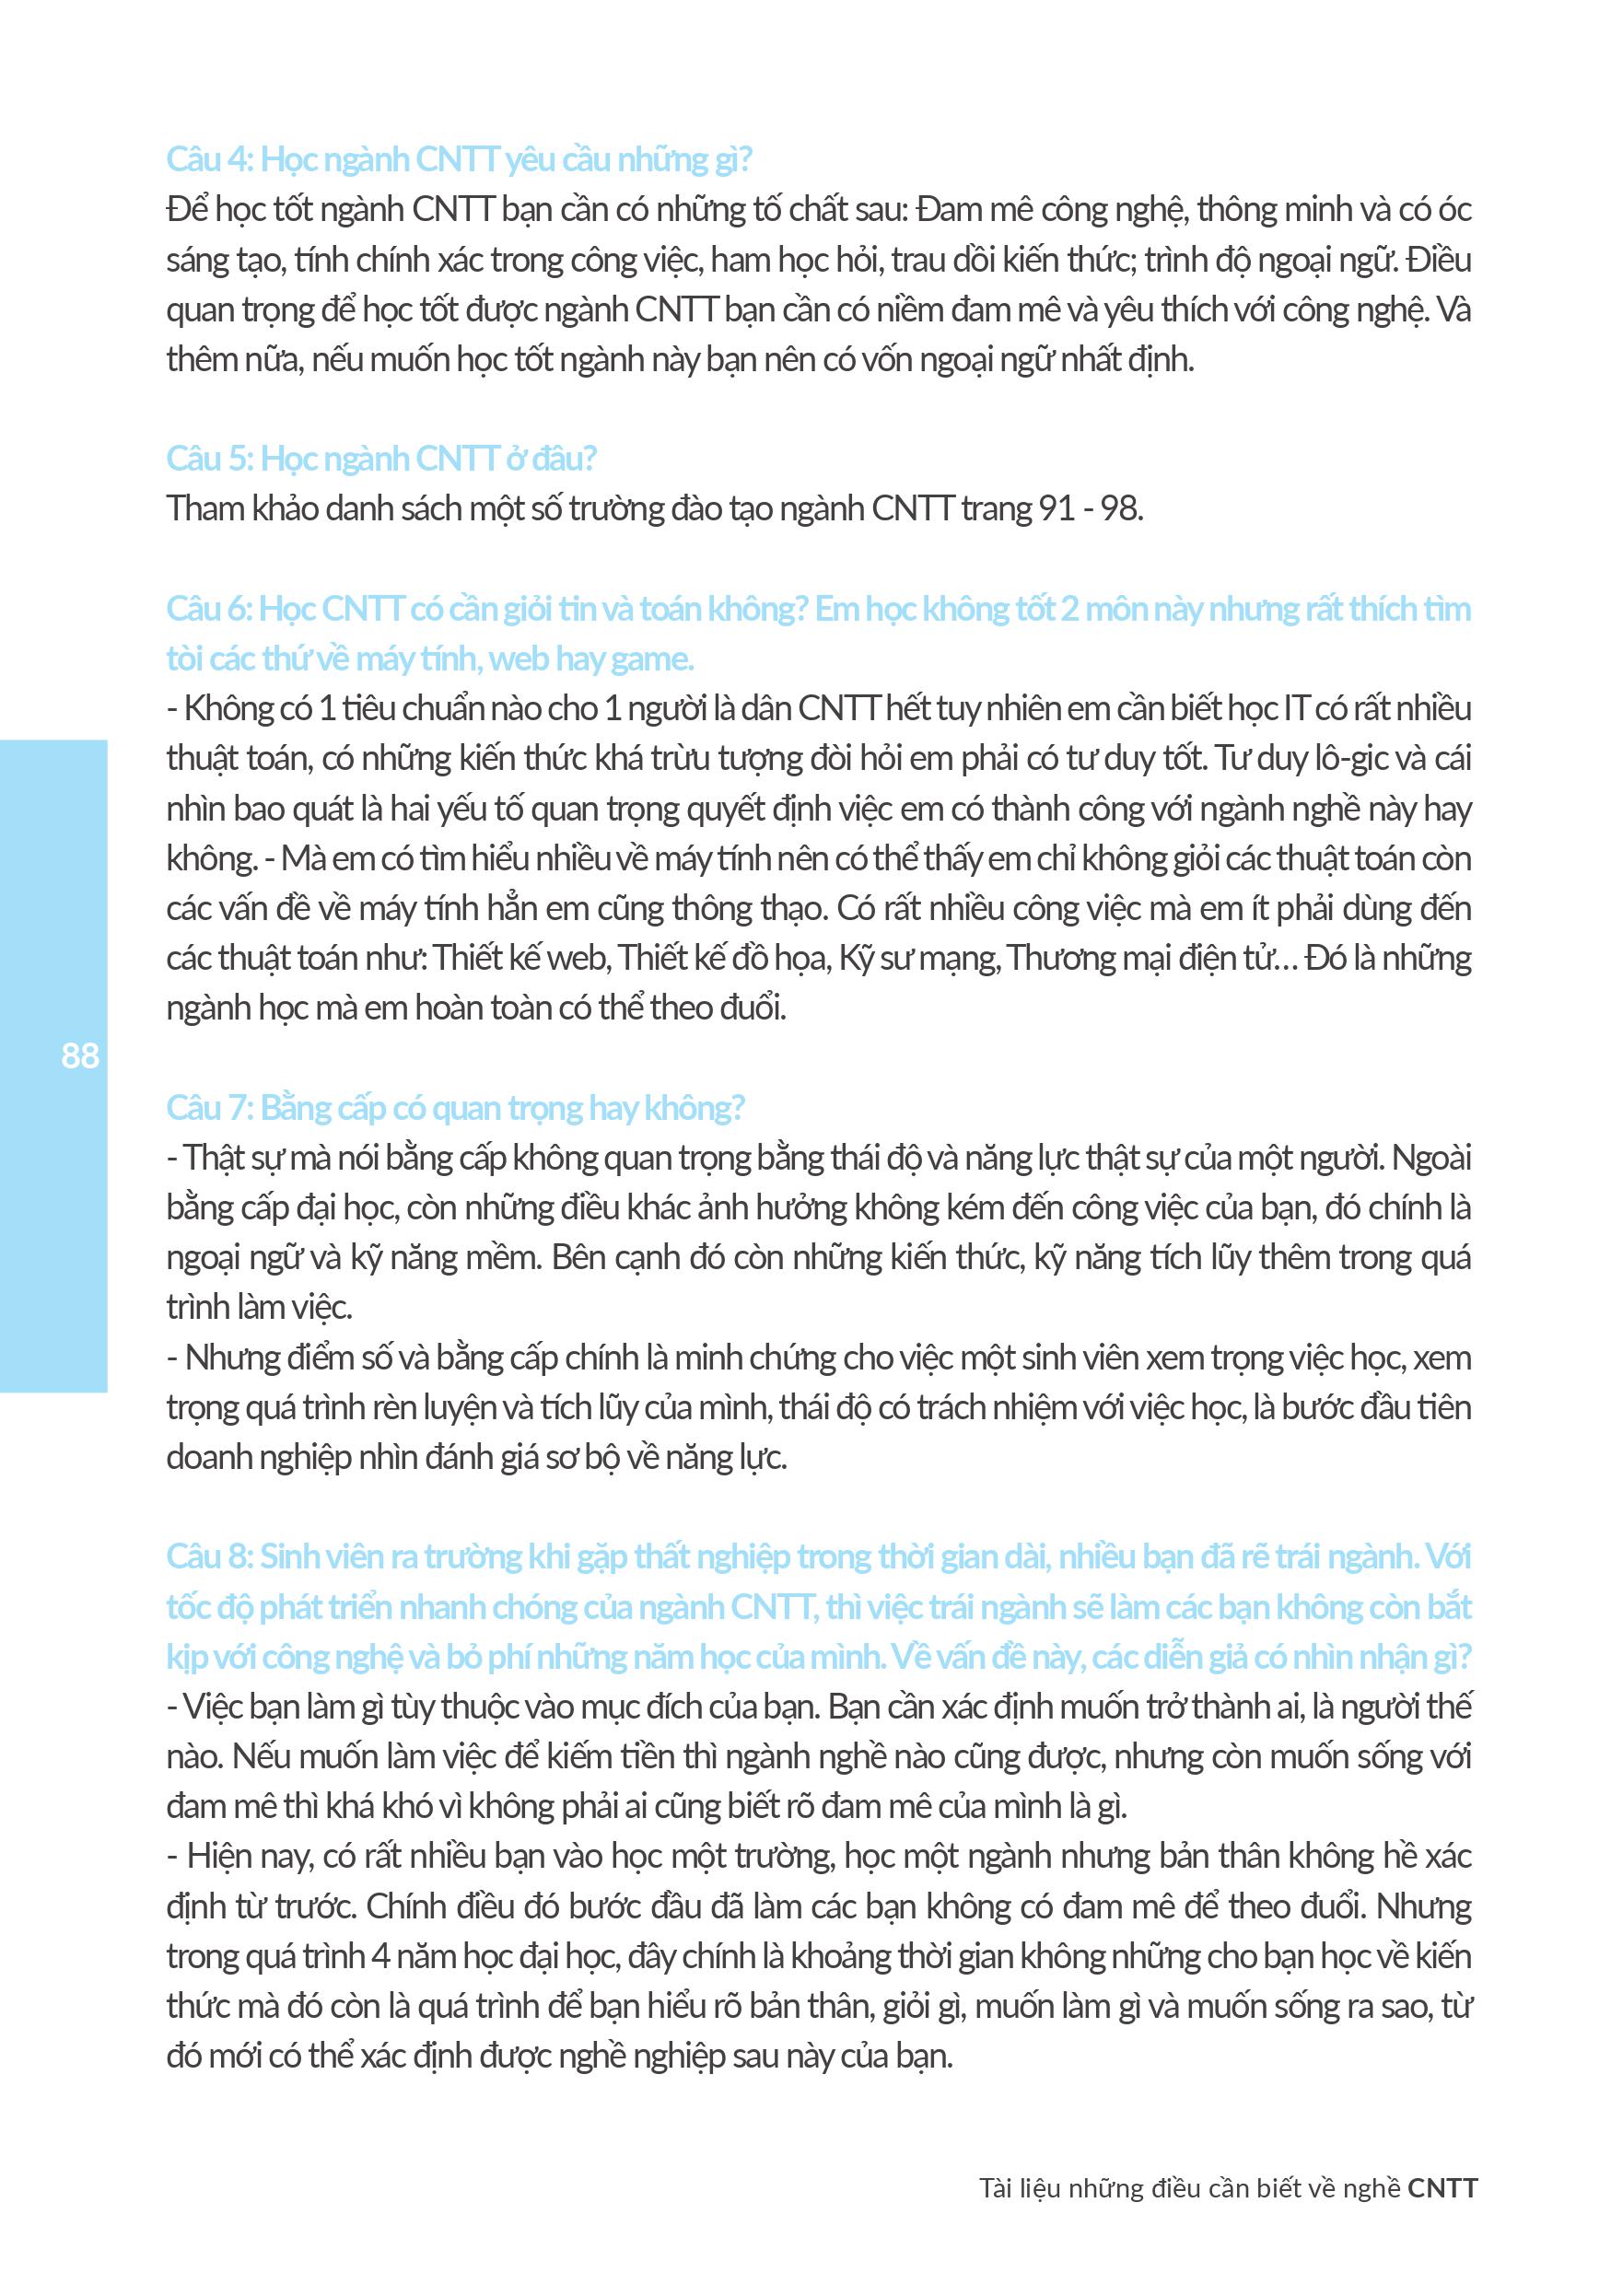 Câu 4: Học ngành CNTT yêu cầu những gì?
Để học tốt ngành CNTT bạn cần có những tố chất sau: Đam mê công nghệ, thông minh và có óc
sáng tạo, tính chính xác trong công việc, ham học hỏi, trau dồi kiến thức; trình độ ngoại ngữ. Điều
quan trọng để học tốt được ngành CNTT bạn cần có niềm đam mê và yêu thích với công nghệ. Và
thêm nữa, nếu muốn học tốt ngành này bạn nên có vốn ngoại ngữ nhất định.
Câu 5: Học ngành CNTT ở đâu?
Tham khảo danh sách một số trường đào tạo ngành CNTT trang 91 - 98.
Câu 6: Học CNTT có cần giỏi tin và toán không? Em học không tốt 2 môn này nhưng rất thích tìm
tòi các thứ về máy tính, web hay game.
- Không có 1 tiêu chuẩn nào cho 1 người là dân CNTT hết tuy nhiên em cần biết học IT có rất nhiều
thuật toán, có những kiến thức khá trừu tượng đòi hỏi em phải có tư duy tốt. Tư duy lô-gic và cái
nhìn bao quát là hai yếu tố quan trọng quyết định việc em có thành công với ngành nghề này hay
không. - Mà em có tìm hiểu nhiều về máy tính nên có thể thấy em chỉ không giỏi các thuật toán còn
các vấn đề về máy tính hẳn em cũng thông thạo. Có rất nhiều công việc mà em ít phải dùng đến
các thuật toán như: Thiết kế web, Thiết kế đồ họa, Kỹ sư mạng, Thương mại điện tử... Đó là những
ngành học mà em hoàn toàn có thể theo đuổi.
88
Câu 7: Bằng cấp có quan trọng hay không?
- Thật sự mà nói bằng cấp không quan trọng bằng thái độ và năng lực thật sự của một người. Ngoài
bằng cấp đại học, còn những điều khác ảnh hưởng không kém đến công việc của bạn, đó chính là
ngoại ngữ và kỹ năng mềm. Bên cạnh đó còn những kiến thức, kỹ năng tích lũy thêm trong quá
trình làm việc.
- Nhưng điểm số và bằng cấp chính là minh chứng cho việc một sinh viên xem trọng việc học, xem
trọng quá trình rèn luyện và tích lũy của mình, thái độ có trách nhiệm với việc học, là bước đầu tiên
doanh nghiệp nhìn đánh giá sơ bộ về năng lực.
Câu 8: Sinh viên ra trường khi gặp thất nghiệp trong thời gian dài, nhiều bạn đã rẽ trái ngành. Với
tốc độ phát triển nhanh chóng của ngành CNTT, thì việc trái ngành sẽ làm các bạn không còn bắt
kịp với công nghệ và bỏ phí những năm học của mình. Về vấn đề này, các diễn giả có nhìn nhận gì?
- Việc bạn làm gì tùy thuộc vào mục đích của bạn. Bạn cần xác định muốn trở thành ai, là người thế
nào. Nếu muốn làm việc để kiếm tiền thì ngành nghề nào cũng được, nhưng còn muốn sống với
đam mê thì khá khó vì không phải ai cũng biết rõ đam mê của mình là gì.
- Hiện nay, có rất nhiều bạn vào học một trường, học một ngành nhưng bản thân không hề xác
định từ trước. Chính điều đó bước đầu đã làm các bạn không có đam mê để theo đuổi. Nhưng
trong quá trình 4 năm học đại học, đây chính là khoảng thời gian không những cho bạn học về kiến
thức mà đó còn là quá trình để bạn hiểu rõ bản thân, giỏi gì, muốn làm gì và muốn sống ra sao, từ
đó mới có thể xác định được nghề nghiệp sau này của bạn.
Tài liệu những điều cần biết về nghề CNTT